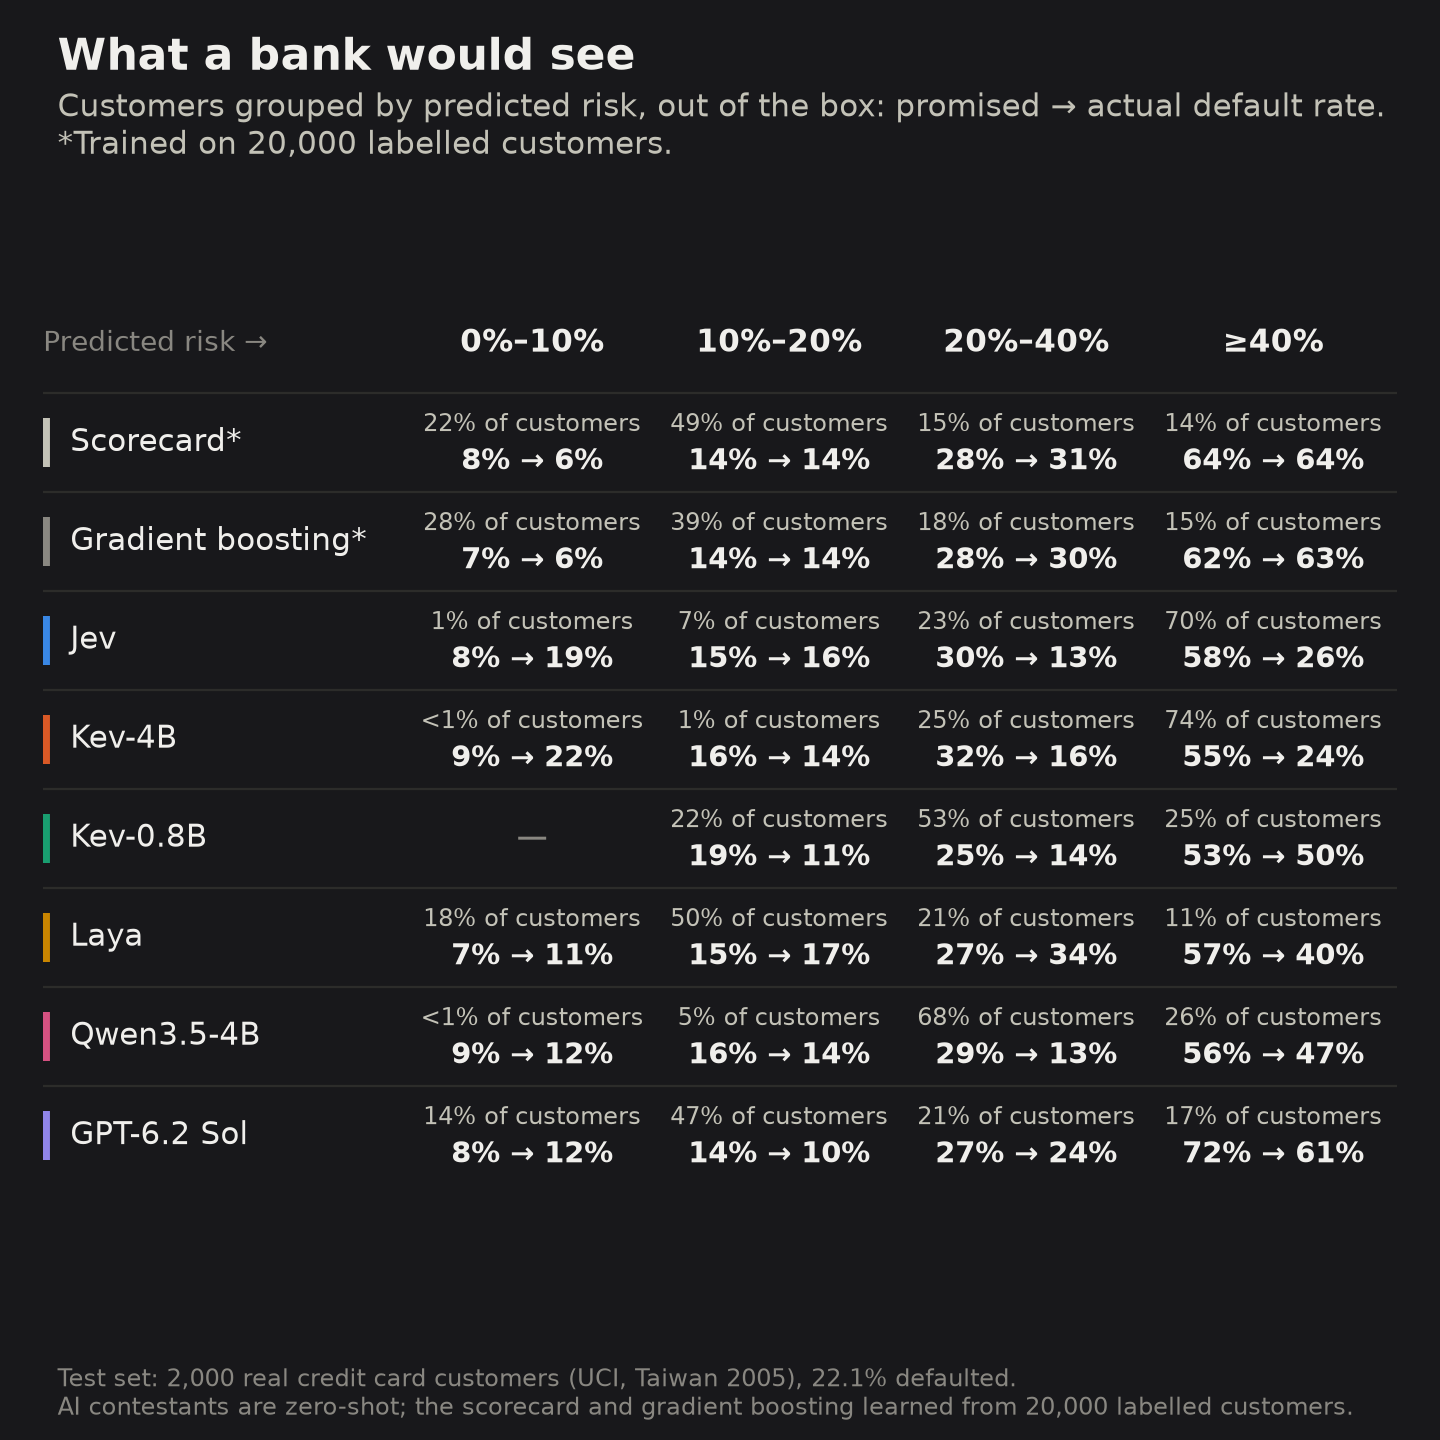 What a bank would see
Customers grouped by predicted risk, out of the box: promised → actual default rate.
*Trained on 20,000 labelled customers.
Predicted risk → 0%–10% 10%–20% 20%–40% ≥40%
22% of customers 49% of customers 15% of customers 14% of customers
Scorecard*
8% → 6% 14% → 14% 28% → 31% 64% → 64%
28% of customers 39% of customers 18% of customers 15% of customers
Gradient boosting*
7% → 6% 14% → 14% 28% → 30% 62% → 63%
1% of customers 7% of customers 23% of customers 70% of customers
Jev
8% → 19% 15% → 16% 30% → 13% 58% → 26%
<1% of customers 1% of customers 25% of customers 74% of customers
Kev-4B
9% → 22% 16% → 14% 32% → 16% 55% → 24%
22% of customers 53% of customers 25% of customers
Kev-0.8B —
19% → 11% 25% → 14% 53% → 50%
18% of customers 50% of customers 21% of customers 11% of customers
Laya
7% → 11% 15% → 17% 27% → 34% 57% → 40%
<1% of customers 5% of customers 68% of customers 26% of customers
Qwen3.5-4B
9% → 12% 16% → 14% 29% → 13% 56% → 47%
14% of customers 47% of customers 21% of customers 17% of customers
GPT-6.2 Sol
8% → 12% 14% → 10% 27% → 24% 72% → 61%
Test set: 2,000 real credit card customers (UCI, Taiwan 2005), 22.1% defaulted.
AI contestants are zero-shot; the scorecard and gradient boosting learned from 20,000 labelled customers.